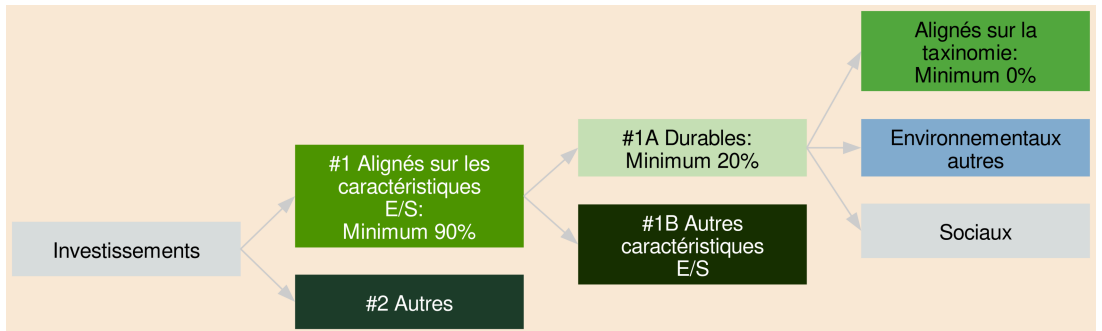 Investissements
#1 Alignés sur les
caractéristiques
E/S:
Minimum 90%
#2 Autres
#1A Durables:
Minimum 20%
#1B Autres
caractéristiques
E/S
Alignés sur la
taxinomie:
Minimum 0%
Environnementaux
autres
Sociaux